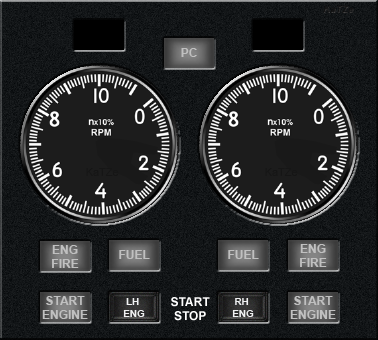 PC
10
8
0
nx10%
RPM
6
2
4
10
8
0
nx10%
RPM
6
2
4
ENG
FIRE
FUEL
FUEL
ENG
FIRE
START
ENGINE
LH
ENG
START
STOP
RH
ENG
START
ENGINE